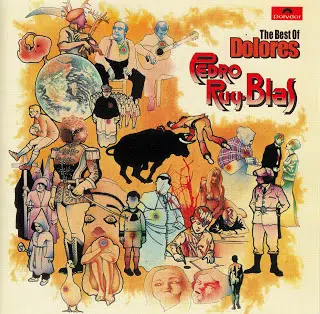 polydor
The Best Of
Dolores
PEDRO
RUY-BLAS